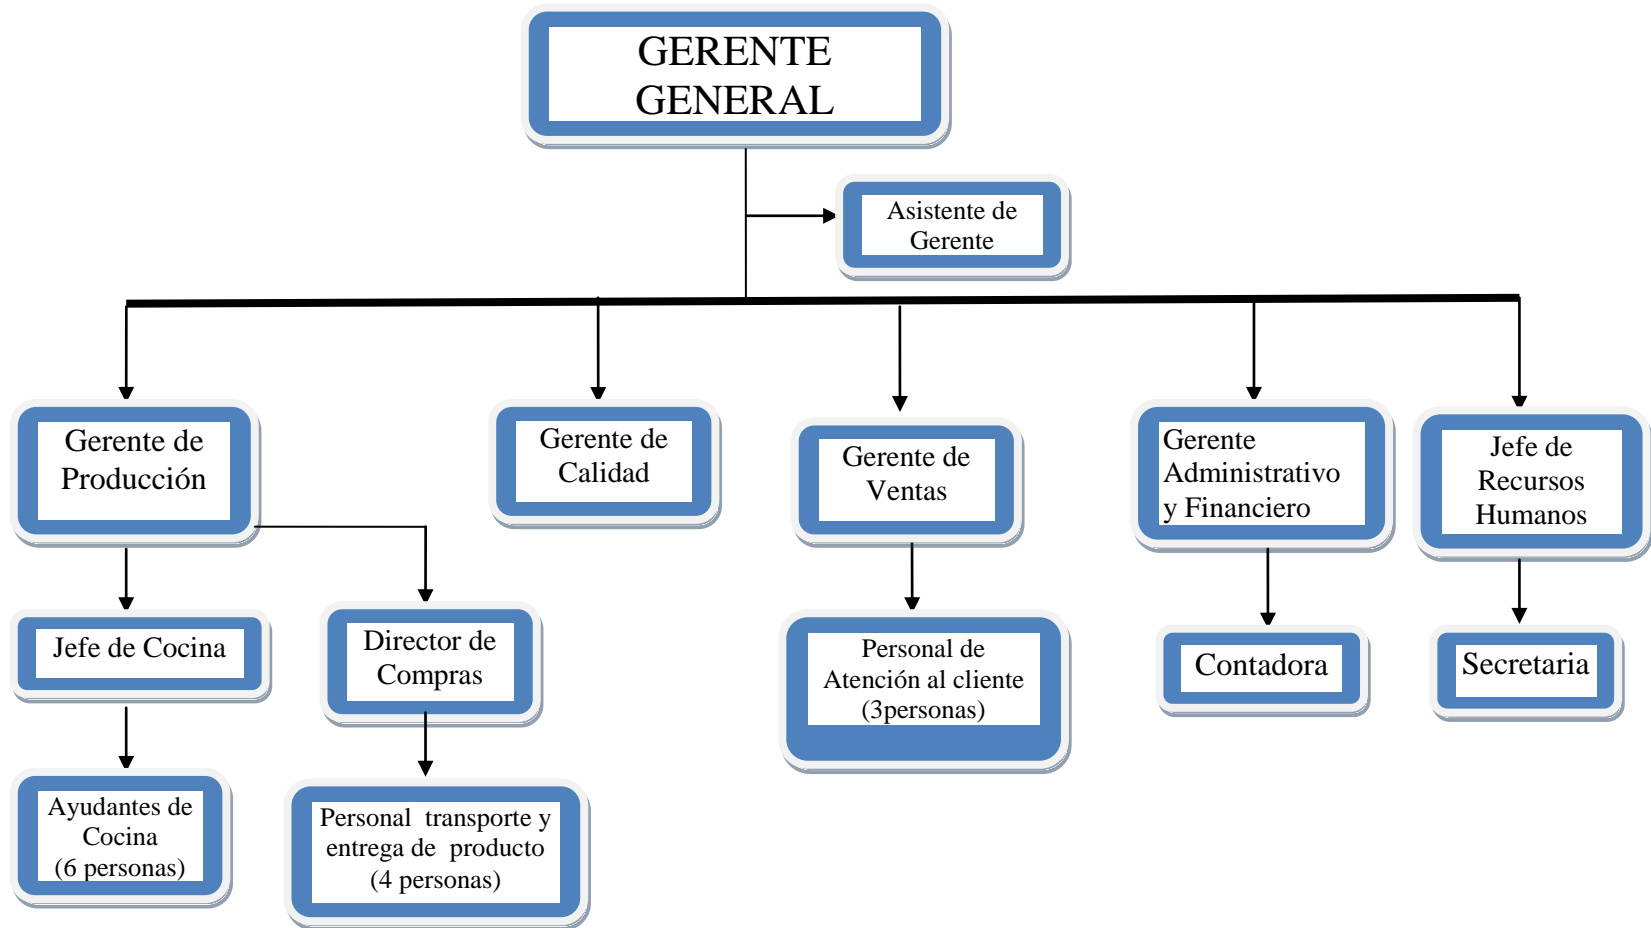 GERENTE
GENERAL
Asistente de
Gerente
Gerente de
Producción
Gerente de
Calidad
Gerente de
Ventas
Gerente
Administrativo
y Financiero
Jefe de
Recursos
Humanos
Jefe de Cocina
Director de
Compras
Personal de
Atención al cliente
(3personas)
Contadora
Secretaria
Ayudantes de
Cocina
(6 personas)
Personal transporte y
entrega de producto
(4 personas)